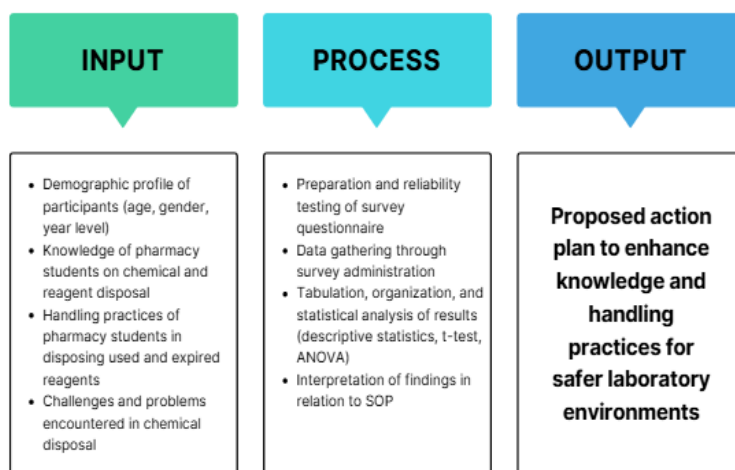 INPUT
PROCESS
OUTPUT
• Demographic profile of
participants (age, gender,
year level)
• Knowledge of pharmacy
students on chemical and
reagent disposal
• Handling practices of
pharmacy students in
disposing used and expired
reagents
• Challenges and problems
encountered in chemical
disposal
• Preparation and reliability
testing of survey
questionnaire
• Data gathering through
survey administration
• Tabulation, organization, and
statistical analysis of results
(descriptive statistics, t-test,
ANOVA)
• Interpretation of findings in
relation to SOP
Proposed action
plan to enhance
knowledge and
handling
practices for
safer laboratory
environments